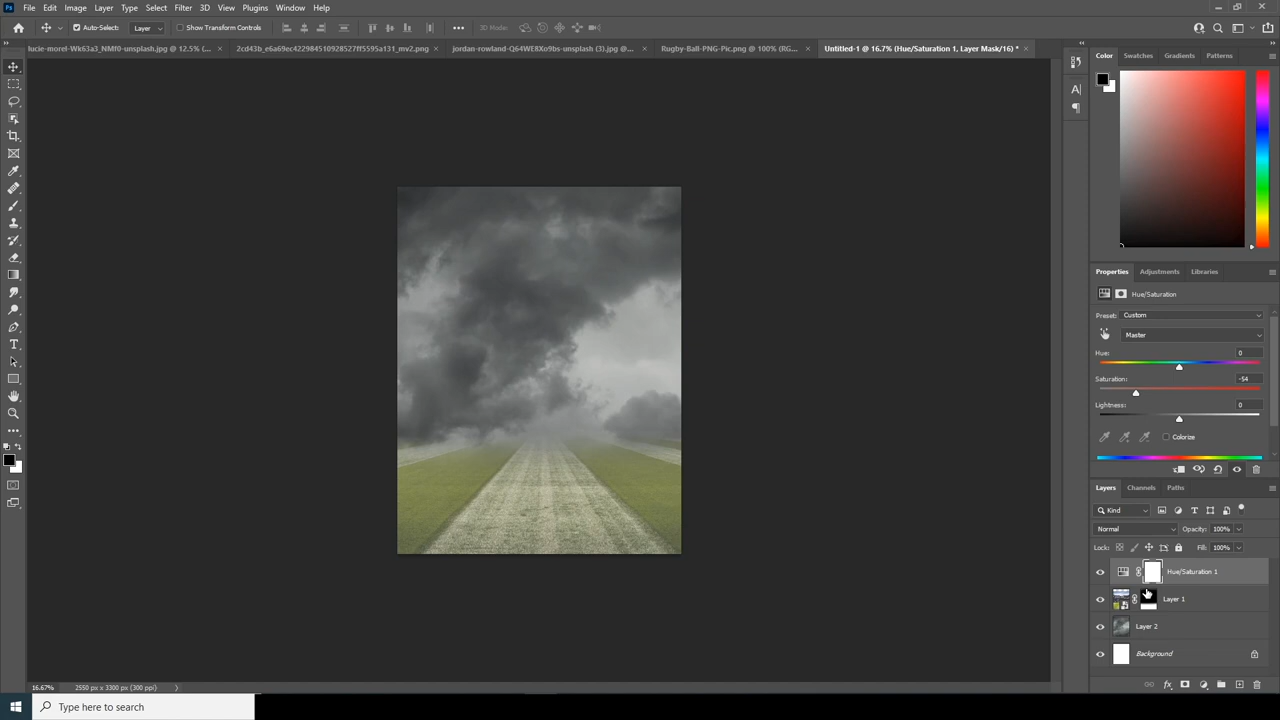 Ps File Edit Image Layer Type Select Filter 3D View Plugins Window Help
Auto-Select: Layer Show Transform Controls 3D Mode:
lucie-morel-Wk63a3_NMf0-unsplash.jpg @ 12.5% (... × 2cd43b_e6a69ec422984510928527ff5595a131_mv2.png × jordan-rowland-Q64WE8Xo9bs-unsplash (3).jpg @... × Rugby-Ball-PNG-Pic.png @ 100% (RG... × Untitled-1 @ 16.7% (Hue/Saturation 1, Layer Mask/16) * ×
Color Swatches Gradients Patterns
Properties Adjustments Libraries
Hue/Saturation
Preset: Custom
Master
Hue: 0
Saturation: -54
Lightness: 0
Colorize
Layers Channels Paths
Kind
Normal Opacity: 100%
Lock: Fill: 100%
Hue/Saturation 1
Layer 1
Layer 2
Background
16.67% 2550 px x 3300 px (300 ppi)
Type here to search